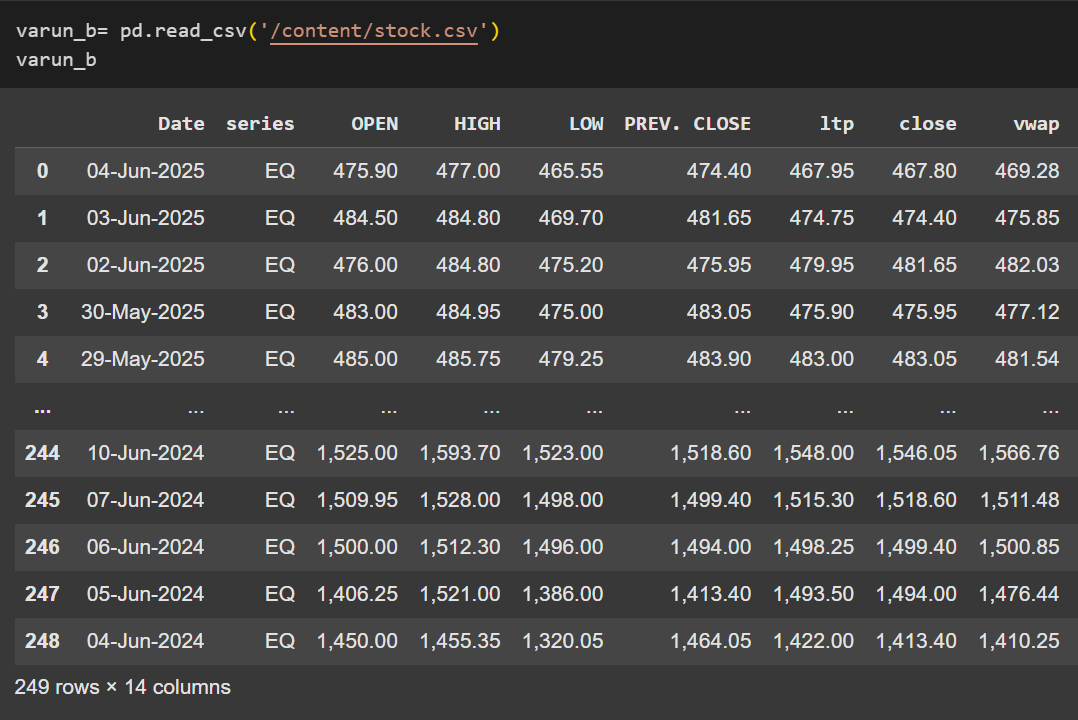 varun_b= pd.read_csv('/content/stock.csv')
varun_b
Date series OPEN HIGH LOW PREV. CLOSE ltp close vwap
0 04-Jun-2025 EQ 475.90 477.00 465.55 474.40 467.95 467.80 469.28
1 03-Jun-2025 EQ 484.50 484.80 469.70 481.65 474.75 474.40 475.85
2 02-Jun-2025 EQ 476.00 484.80 475.20 475.95 479.95 481.65 482.03
3 30-May-2025 EQ 483.00 484.95 475.00 483.05 475.90 475.95 477.12
4 29-May-2025 EQ 485.00 485.75 479.25 483.90 483.00 483.05 481.54
... ... ... ... ... ... ... ... ... ...
244 10-Jun-2024 EQ 1,525.00 1,593.70 1,523.00 1,518.60 1,548.00 1,546.05 1,566.76
245 07-Jun-2024 EQ 1,509.95 1,528.00 1,498.00 1,499.40 1,515.30 1,518.60 1,511.48
246 06-Jun-2024 EQ 1,500.00 1,512.30 1,496.00 1,494.00 1,498.25 1,499.40 1,500.85
247 05-Jun-2024 EQ 1,406.25 1,521.00 1,386.00 1,413.40 1,493.50 1,494.00 1,476.44
248 04-Jun-2024 EQ 1,450.00 1,455.35 1,320.05 1,464.05 1,422.00 1,413.40 1,410.25
249 rows × 14 columns